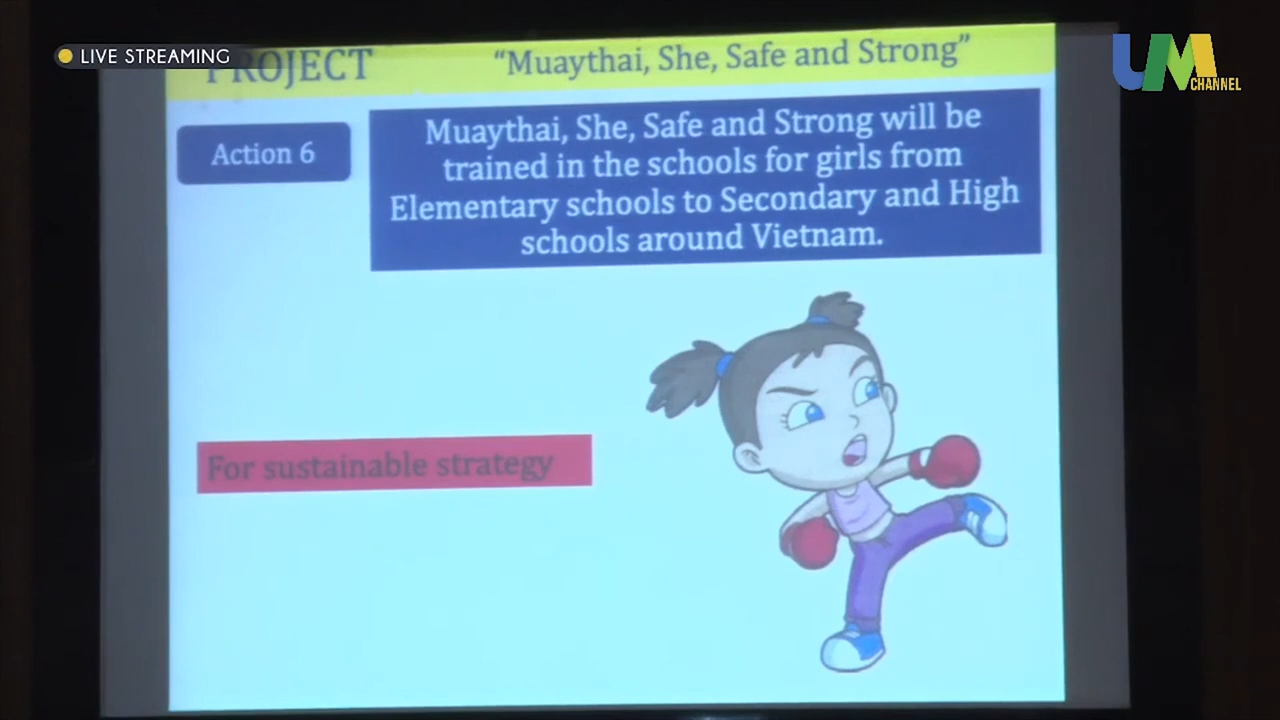 LIVE STREAMING
UM
CHANNEL
PROJECT
“Muaythai, She, Safe and Strong”
Action 6
Muaythai, She, Safe and Strong will be
trained in the schools for girls from
Elementary schools to Secondary and High
schools around Vietnam.
For sustainable strategy